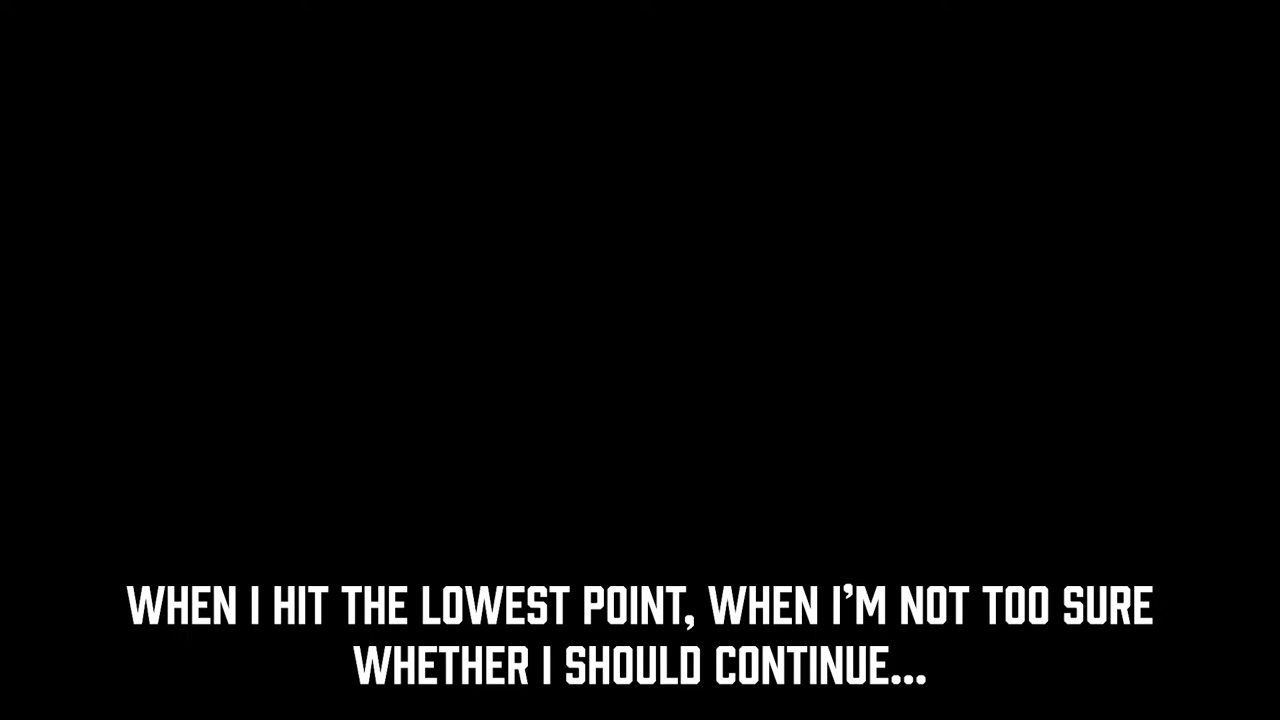 WHEN I HIT THE LOWEST POINT, WHEN I’M NOT TOO SURE
WHETHER I SHOULD CONTINUE...